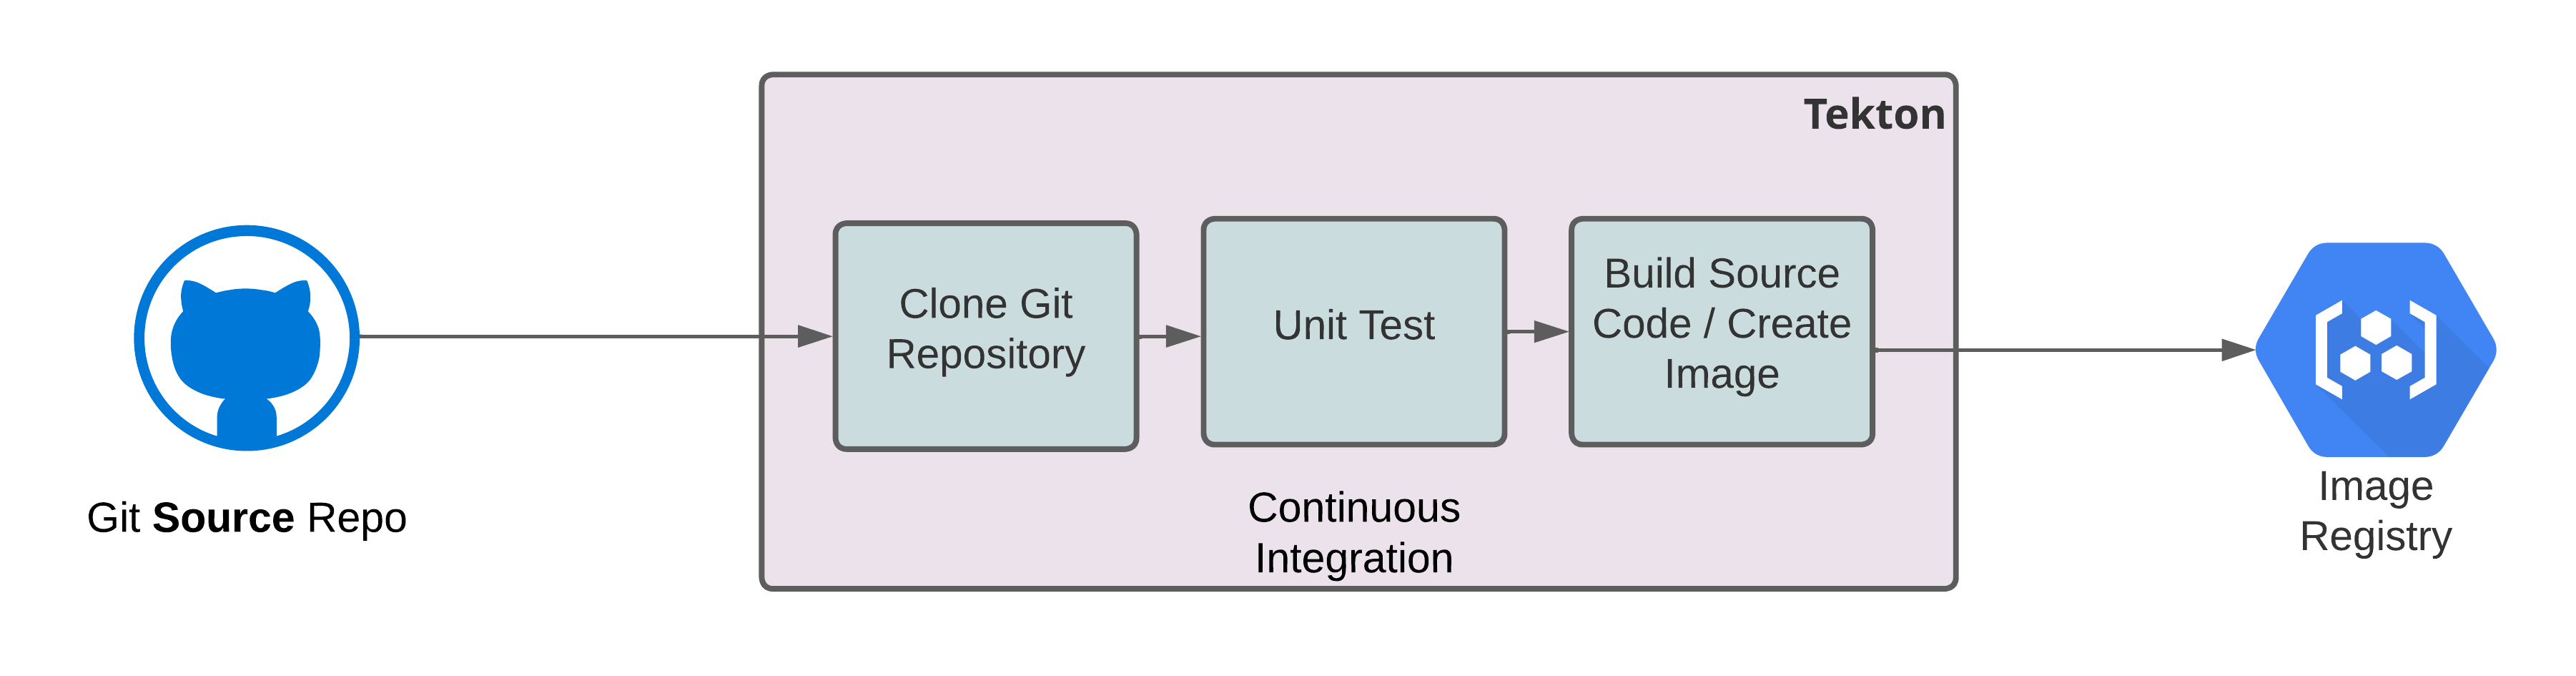 Tekton
Clone Git
Repository
Unit Test
Build Source
Code / Create
Image
Continuous
Integration
Git Source Repo
Image
Registry